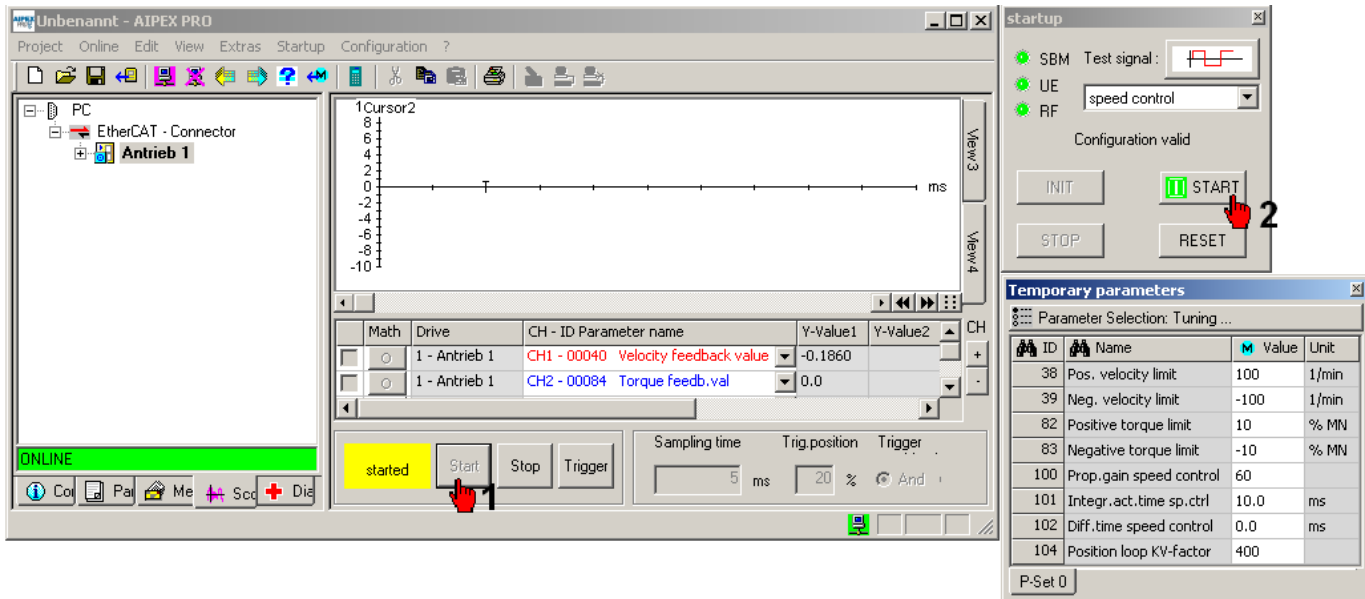 Unbenannt - AIPEX PRO
Project Online Edit View Extras Startup Configuration ?
PC
EtherCAT - Connector
Antrieb 1
ONLINE
Co Pa Me Sco Dia
1Cursor2
8
6
4
2
0
-2
-4
-6
-8
-10
T
ms
View3
View4
Math Drive CH - ID Parameter name Y-Value1 Y-Value2 CH
1 - Antrieb 1 CH1 - 00040 Velocity feedback value -0.1860 +
1 - Antrieb 1 CH2 - 00084 Torque feedb.val 0.0 -
started Start Stop Trigger
1
Sampling time Trig.position Trigger
5 ms 20 % And
startup
SBM Test signal :
UE
speed control
RF
Configuration valid
INIT START
2
STOP RESET
Temporary parameters
Parameter Selection: Tuning ...
ID Name M Value Unit
38 Pos. velocity limit 100 1/min
39 Neg. velocity limit -100 1/min
82 Positive torque limit 10 % MN
83 Negative torque limit -10 % MN
100 Prop.gain speed control 60
101 Integr.act.time sp.ctrl 10.0 ms
102 Diff.time speed control 0.0 ms
104 Position loop KV-factor 400
P-Set 0